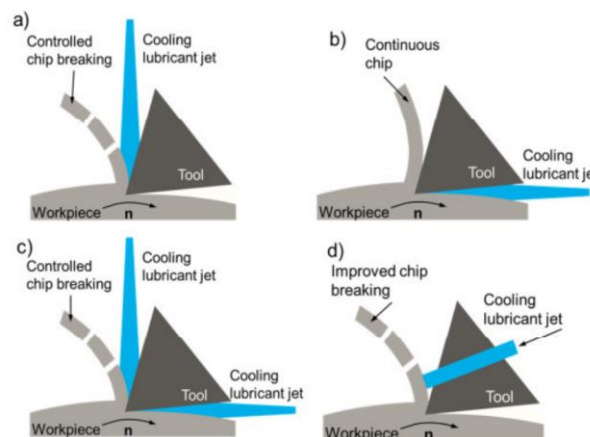 a)
Controlled
chip breaking
Cooling
lubricant jet
Tool
Workpiece
n
b)
Continuous
chip
Tool
Cooling
lubricant jet
Workpiece
n
c)
Controlled
chip breaking
Cooling
lubricant jet
Cooling
lubricant jet
Tool
Workpiece
n
d)
Improved chip
breaking
Cooling
lubricant jet
Tool
Workpiece
n